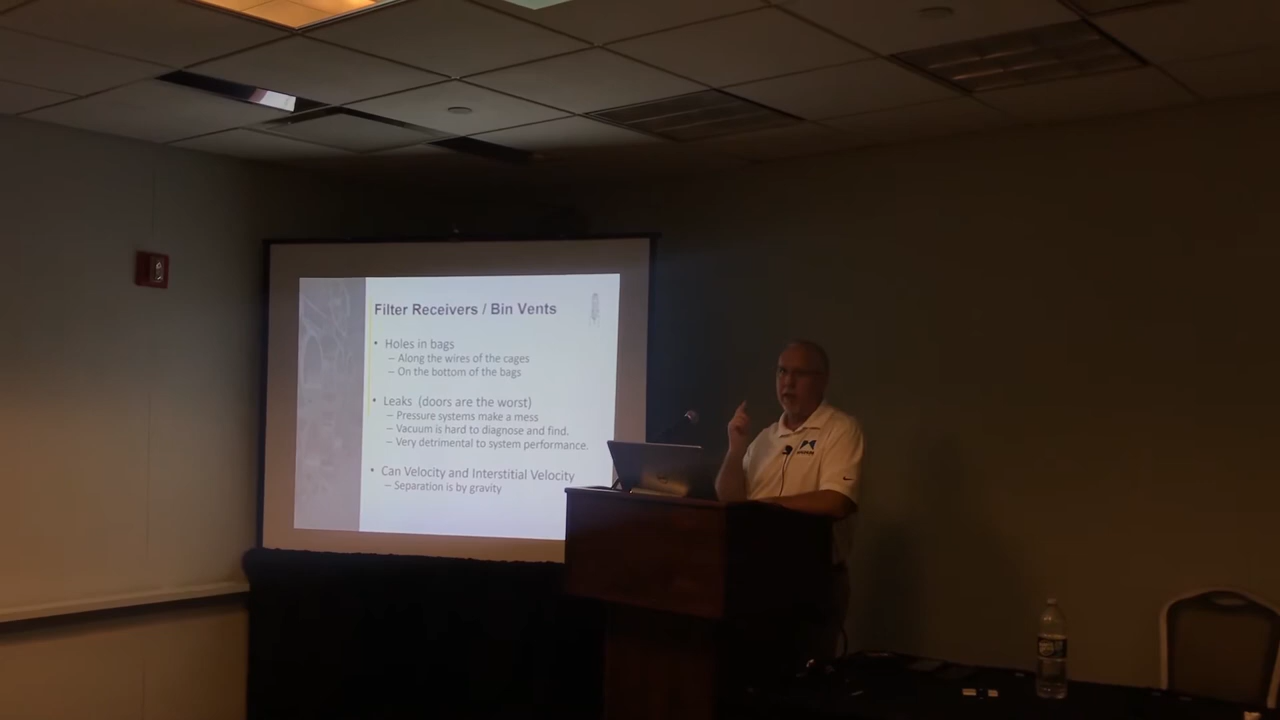 Filter Receivers / Bin Vents
• Holes in bags
– Along the wires of the cages
– On the bottom of the bags
• Leaks (doors are the worst)
– Pressure systems make a mess
– Vacuum is hard to diagnose and find.
– Very detrimental to system performance.
• Can Velocity and Interstitial Velocity
– Separation is by gravity